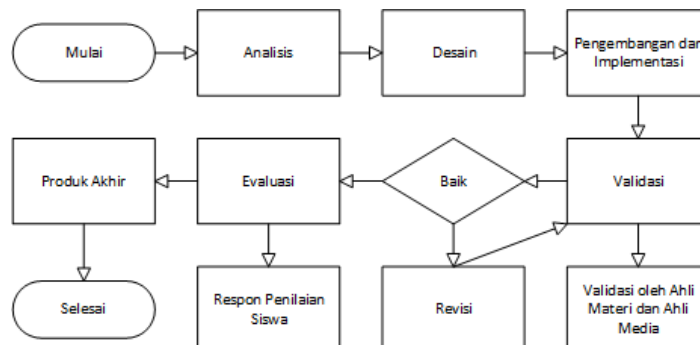 Mulai
Analisis
Desain
Pengembangan dan
Implementasi
Produk Akhir
Evaluasi
Baik
Validasi
Selesai
Respon Penilaian
Siswa
Revisi
Validasi oleh Ahli
Materi dan Ahli
Media